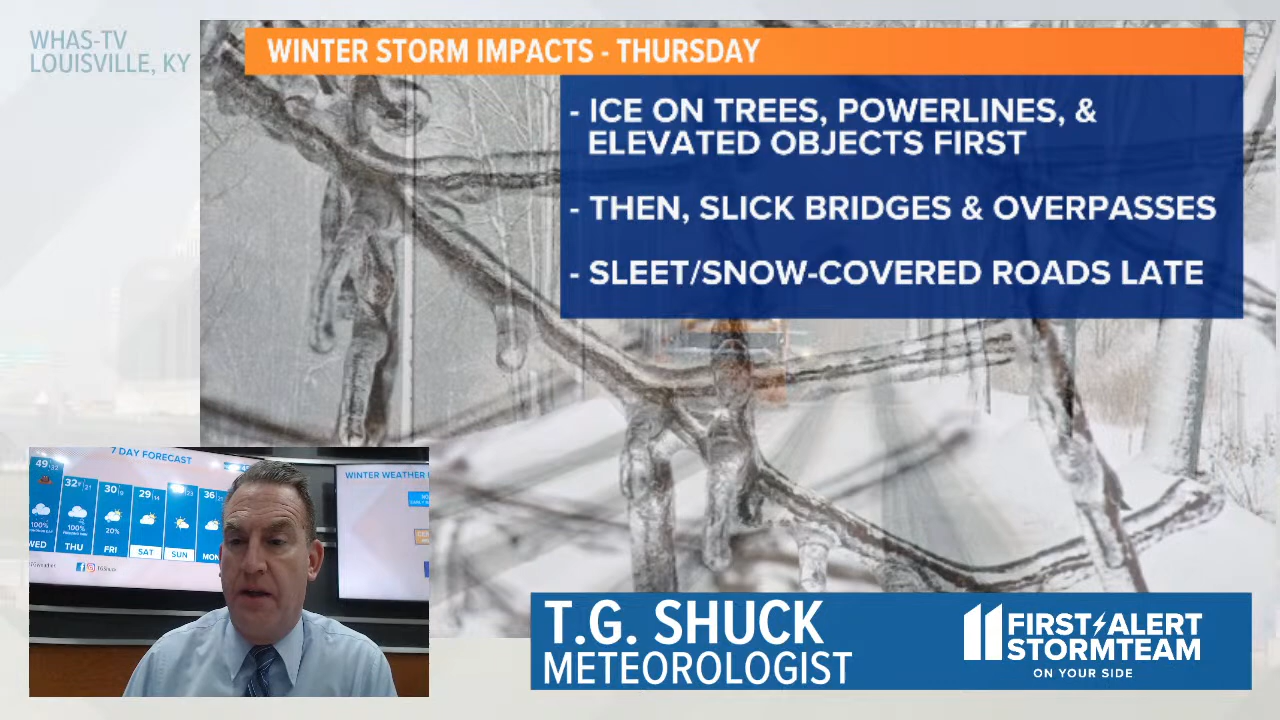 WHAS-TV
LOUISVILLE, KY
WINTER STORM IMPACTS - THURSDAY
- ICE ON TREES, POWERLINES, &
ELEVATED OBJECTS FIRST
- THEN, SLICK BRIDGES & OVERPASSES
- SLEET/SNOW-COVERED ROADS LATE
7 DAY FORECAST
WINTER WEATHER
49
32
30
29
36
100%
100%
20%
WED THU FRI SAT SUN MON
T.G. SHUCK
METEOROLOGIST
11 FIRST ALERT
STORMTEAM
ON YOUR SIDE